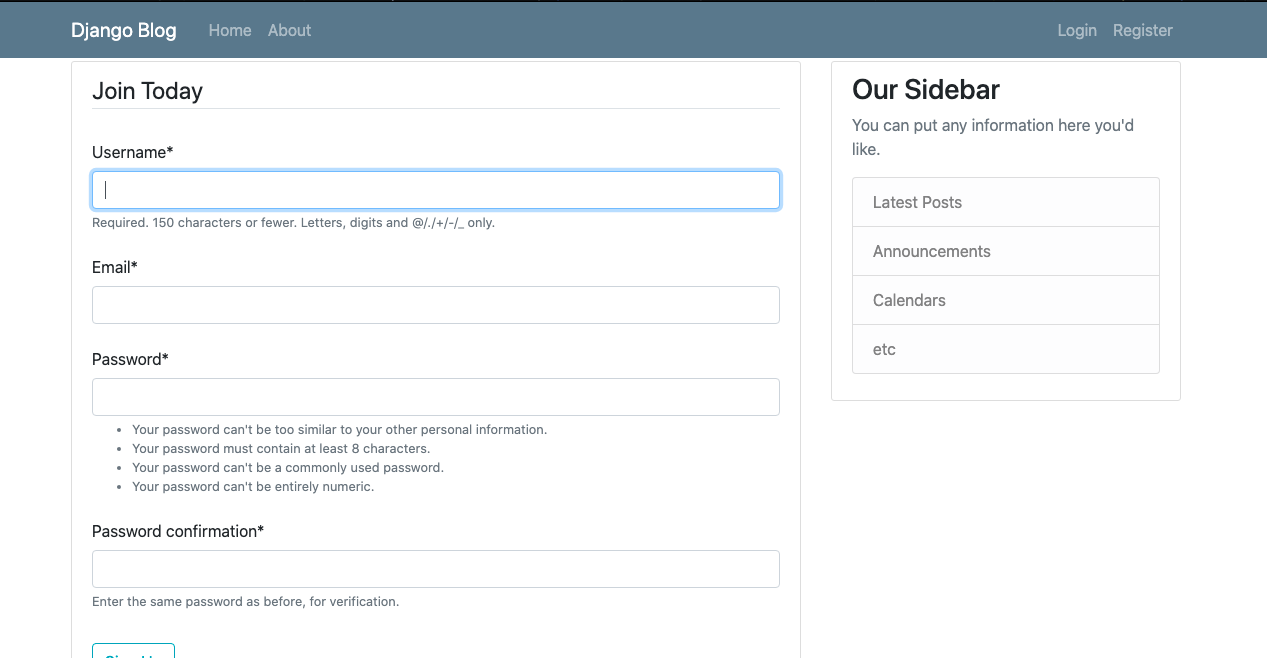 Django Blog Home About Login Register
Join Today
Username*
Required. 150 characters or fewer. Letters, digits and @/./+/-/_ only.
Email*
Password*
Your password can't be too similar to your other personal information.
Your password must contain at least 8 characters.
Your password can't be a commonly used password.
Your password can't be entirely numeric.
Password confirmation*
Enter the same password as before, for verification.
Our Sidebar
You can put any information here you'd
like.
Latest Posts
Announcements
Calendars
etc